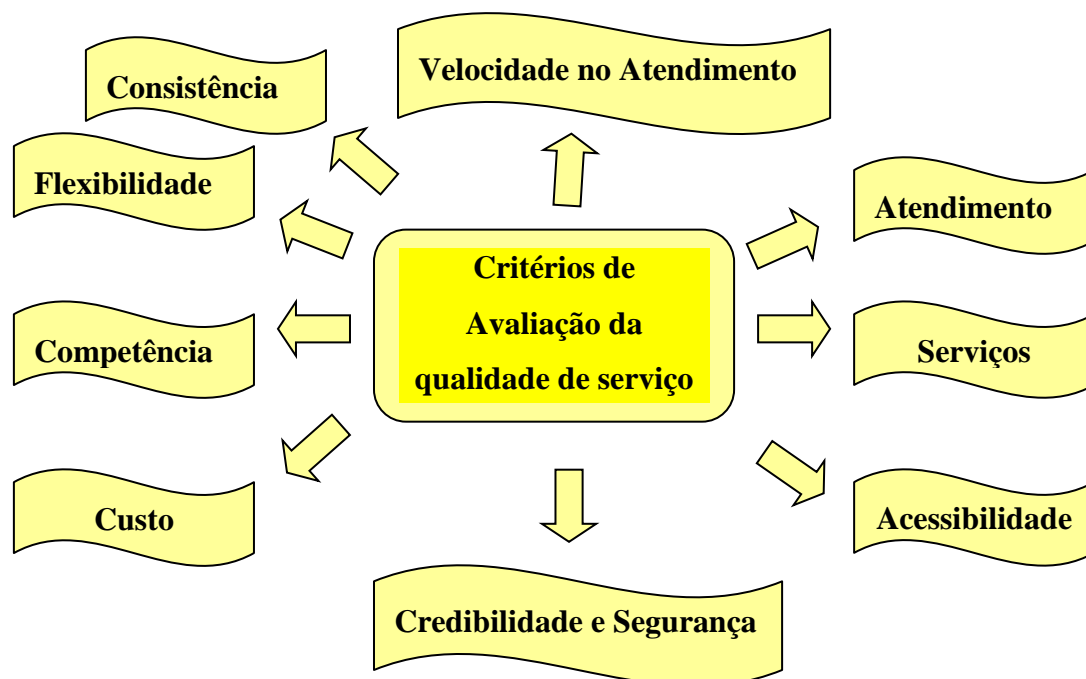 Velocidade no Atendimento
Consistência
Flexibilidade
Atendimento
Critérios de
Avaliação da
qualidade de serviço
Competência
Serviços
Custo
Acessibilidade
Credibilidade e Segurança